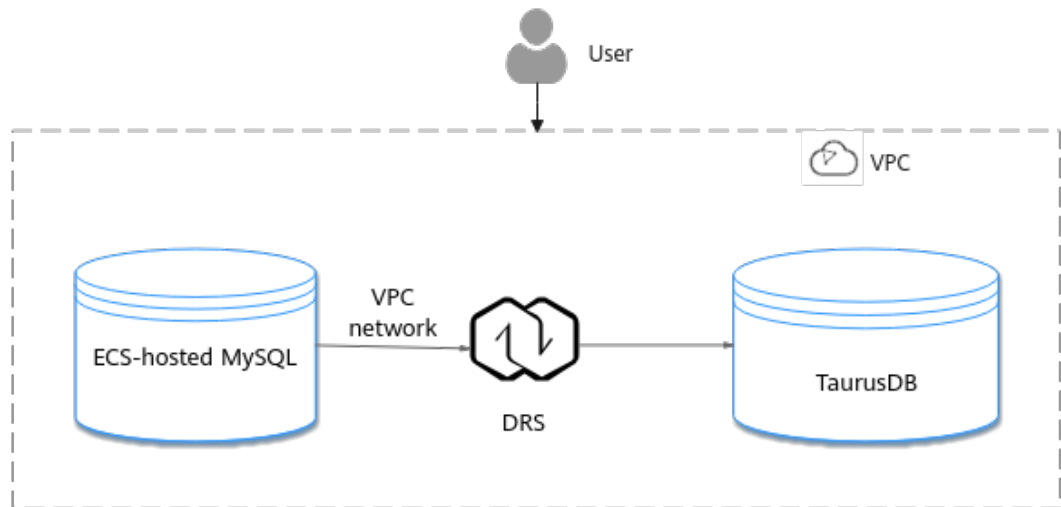 User
VPC
VPC
network
ECS-hosted MySQL
TaurusDB
DRS